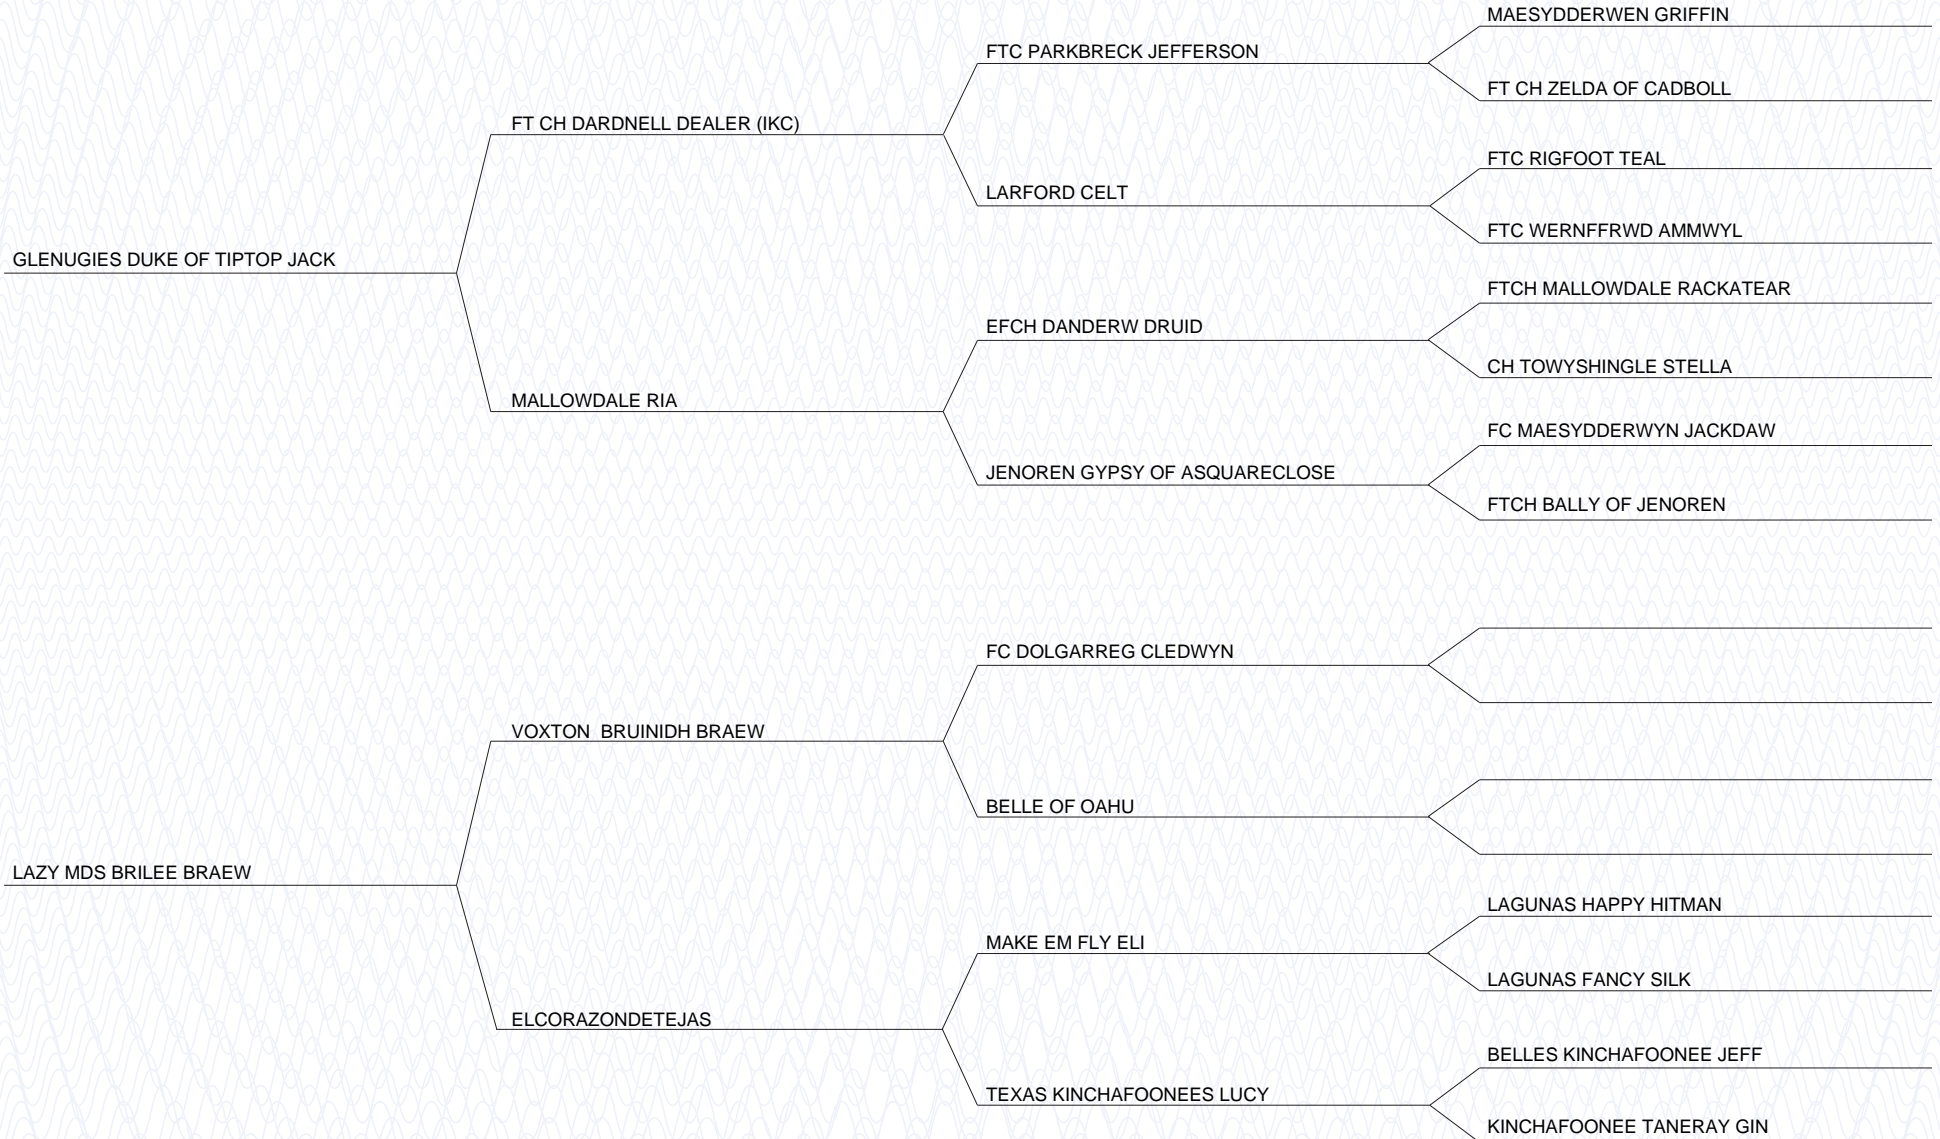 MAESYDDERWEN GRIFFIN
FTC PARKBRECK JEFFERSON
FT CH ZELDA OF CADBOLL
FT CH DARDNELL DEALER (IKC)
FTC RIGFOOT TEAL
LARFORD CELT
FTC WERNFFRWD AMMWYL
GLENUGIES DUKE OF TIPTOP JACK
FTCH MALLOWDALE RACKATEAR
EFCH DANDERW DRUID
CH TOWYSHINGLE STELLA
MALLOWDALE RIA
FC MAESYDDERWYN JACKDAW
JENOREN GYPSY OF ASQUARECLOSE
FTCH BALLY OF JENOREN
FC DOLGARREG CLEDWYN
VOXTON  BRUINIDH BRAEW
BELLE OF OAHU
LAZY MDS BRILEE BRAEW
LAGUNAS HAPPY HITMAN
MAKE EM FLY ELI
LAGUNAS FANCY SILK
ELCORAZONDETEJAS
BELLES KINCHAFOONEE JEFF
TEXAS KINCHAFOONEES LUCY
KINCHAFOONEE TANERAY GIN